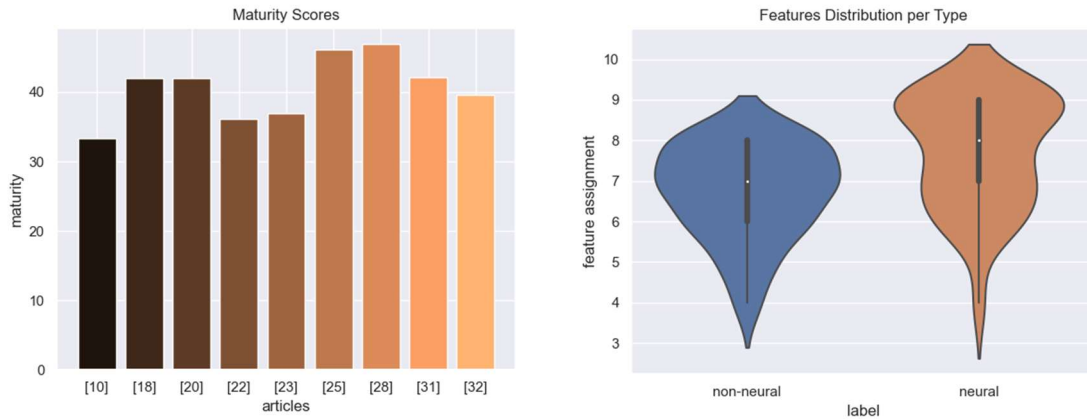 Maturity Scores
maturity
40
30
20
10
0
[10] [18] [20] [22] [23] [25] [28] [31] [32]
articles
Features Distribution per Type
feature assignment
10
9
8
7
6
5
4
3
non-neural neural
label